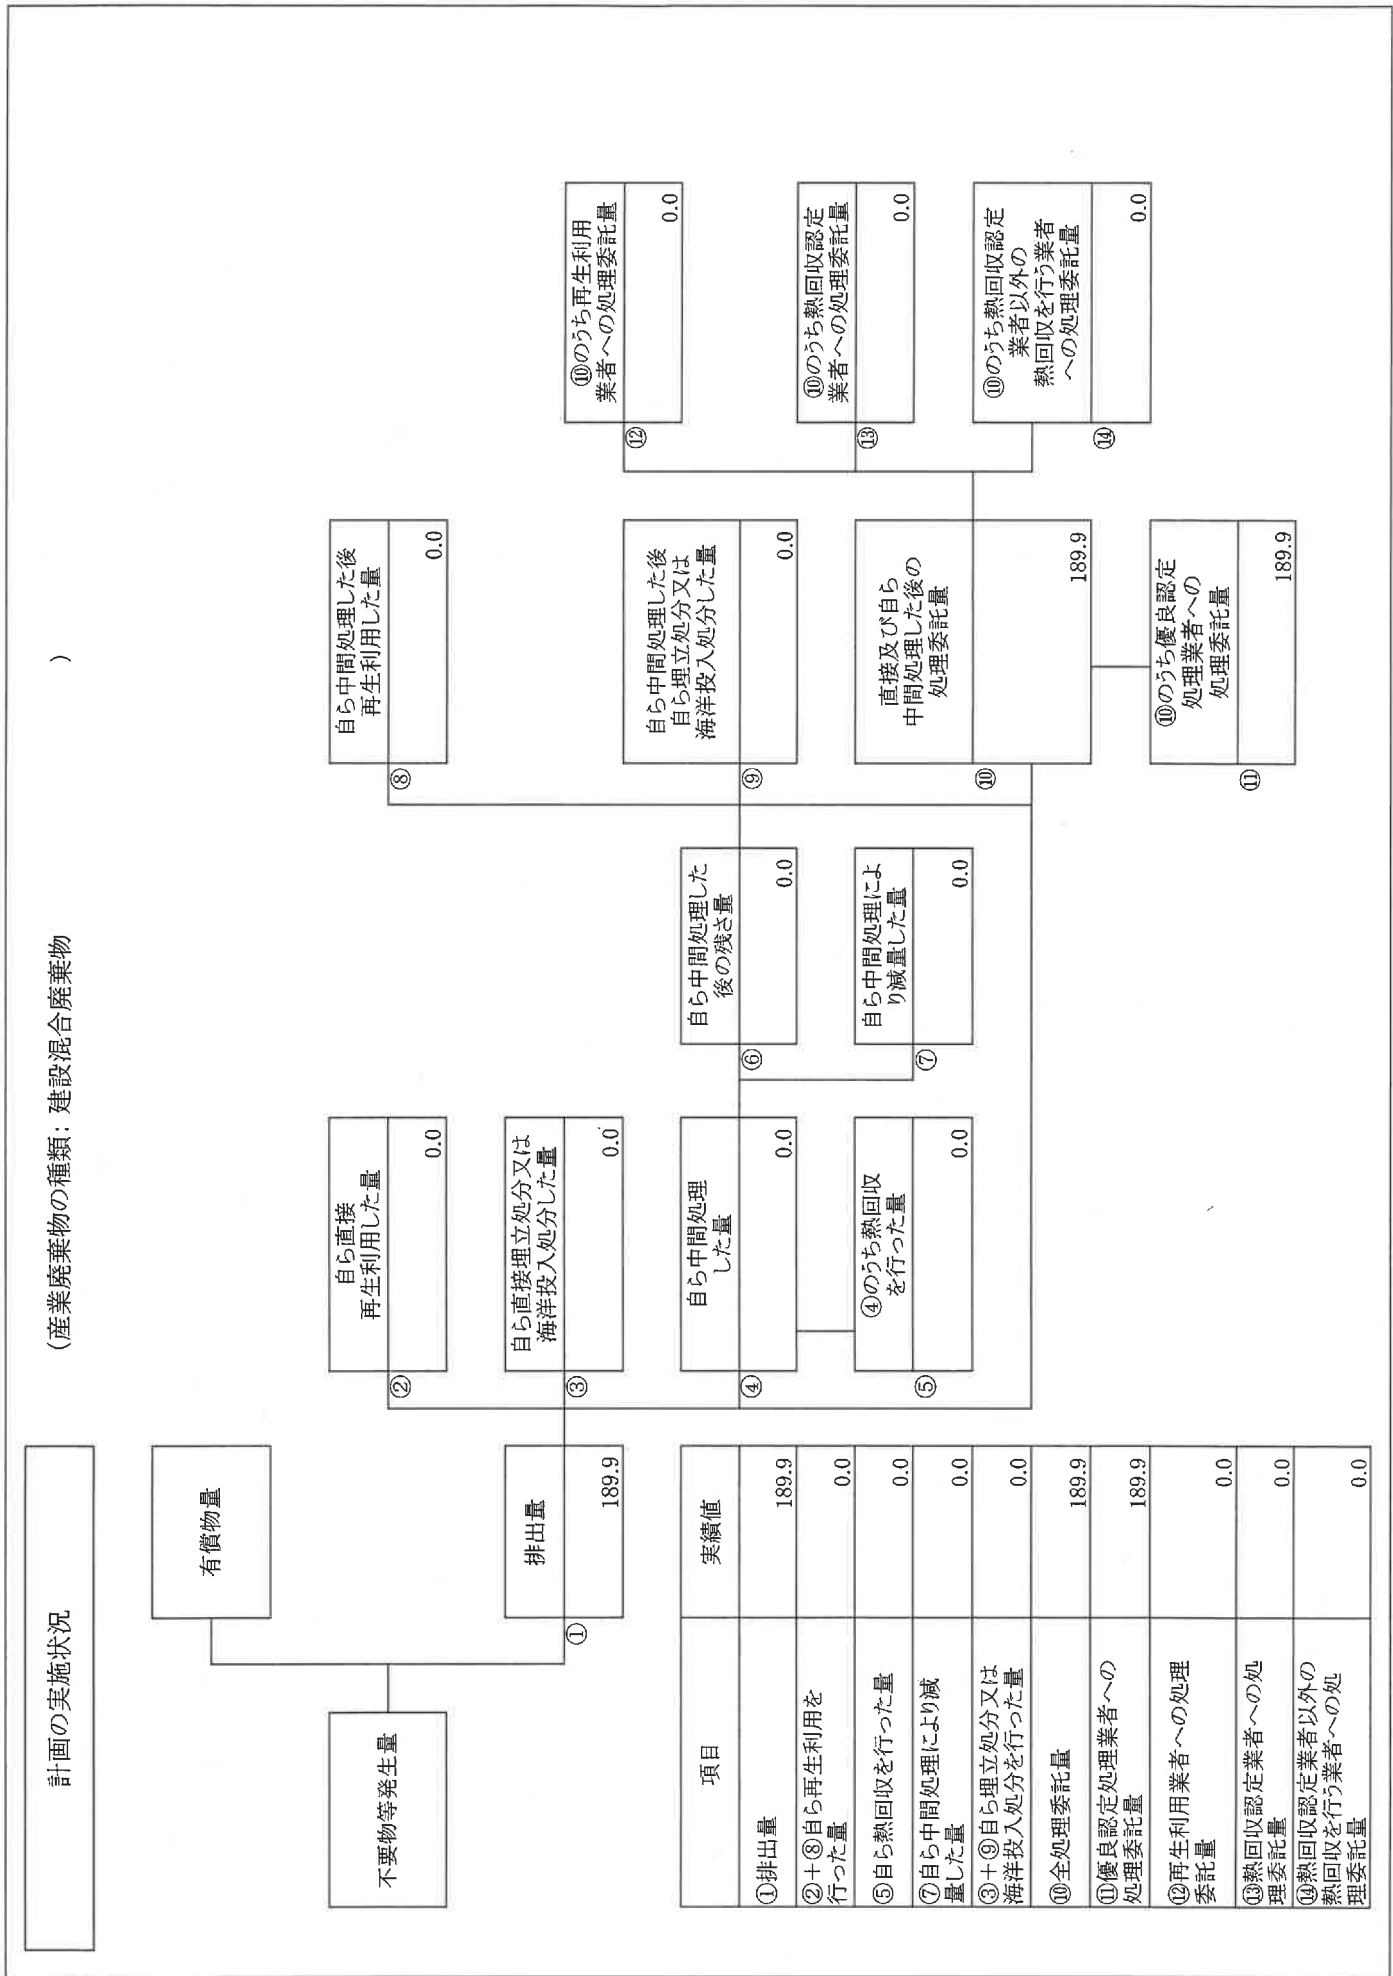 計画の実施状況
(産業廃棄物の種類：建設混合廃棄物 )
不要物等発生量
有償物量
①
排出量
189.9
②
自ら直接
再生利用した量
0.0
③
自ら直接埋立処分又は
海洋投入処分した量
0.0
④
自ら中間処理
した量
0.0
⑤
④のうち熱回収
を行った量
0.0
⑥
自ら中間処理した
後の残さ量
0.0
⑦
自ら中間処理によ
り減量した量
0.0
⑧
自ら中間処理した後
再生利用した量
0.0
⑨
自ら中間処理した後
自ら埋立処分又は
海洋投入処分した量
0.0
⑩
直接及び自ら
中間処理した後の
処理委託量
189.9
⑪
⑩のうち優良認定
処理業者への
処理委託量
189.9
⑫
⑩のうち再生利用
業者への処理委託量
0.0
⑬
⑩のうち熱回収認定
業者への処理委託量
0.0
⑭
⑩のうち熱回収認定
業者以外の
熱回収を行う業者
への処理委託量
0.0
項目 実績値
①排出量 189.9
②＋⑧自ら再生利用を
行った量 0.0
⑤自ら熱回収を行った量 0.0
⑦自ら中間処理により減
量した量 0.0
③＋⑨自ら埋立処分又は
海洋投入処分を行った量 0.0
⑩全処理委託量 189.9
⑪優良認定処理業者への
処理委託量 189.9
⑫再生利用業者への処理
委託量 0.0
⑬熱回収認定業者への処
理委託量 0.0
⑭熱回収認定業者以外の
熱回収を行う業者への処
理委託量 0.0